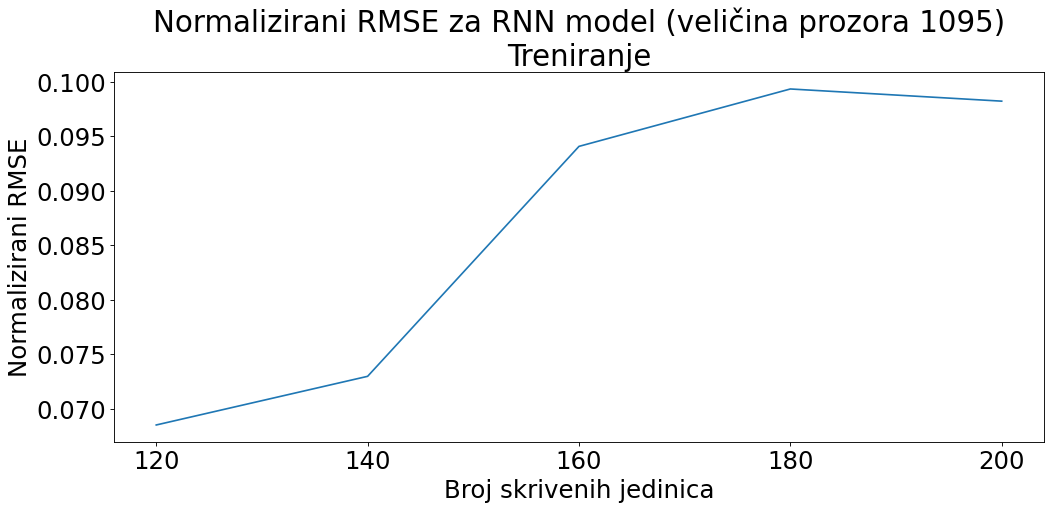 Normalizirani RMSE za RNN model (veličina prozora 1095)
Treniranje
Normalizirani RMSE
0.100
0.095
0.090
0.085
0.080
0.075
0.070
120 140 160 180 200
Broj skrivenih jedinica